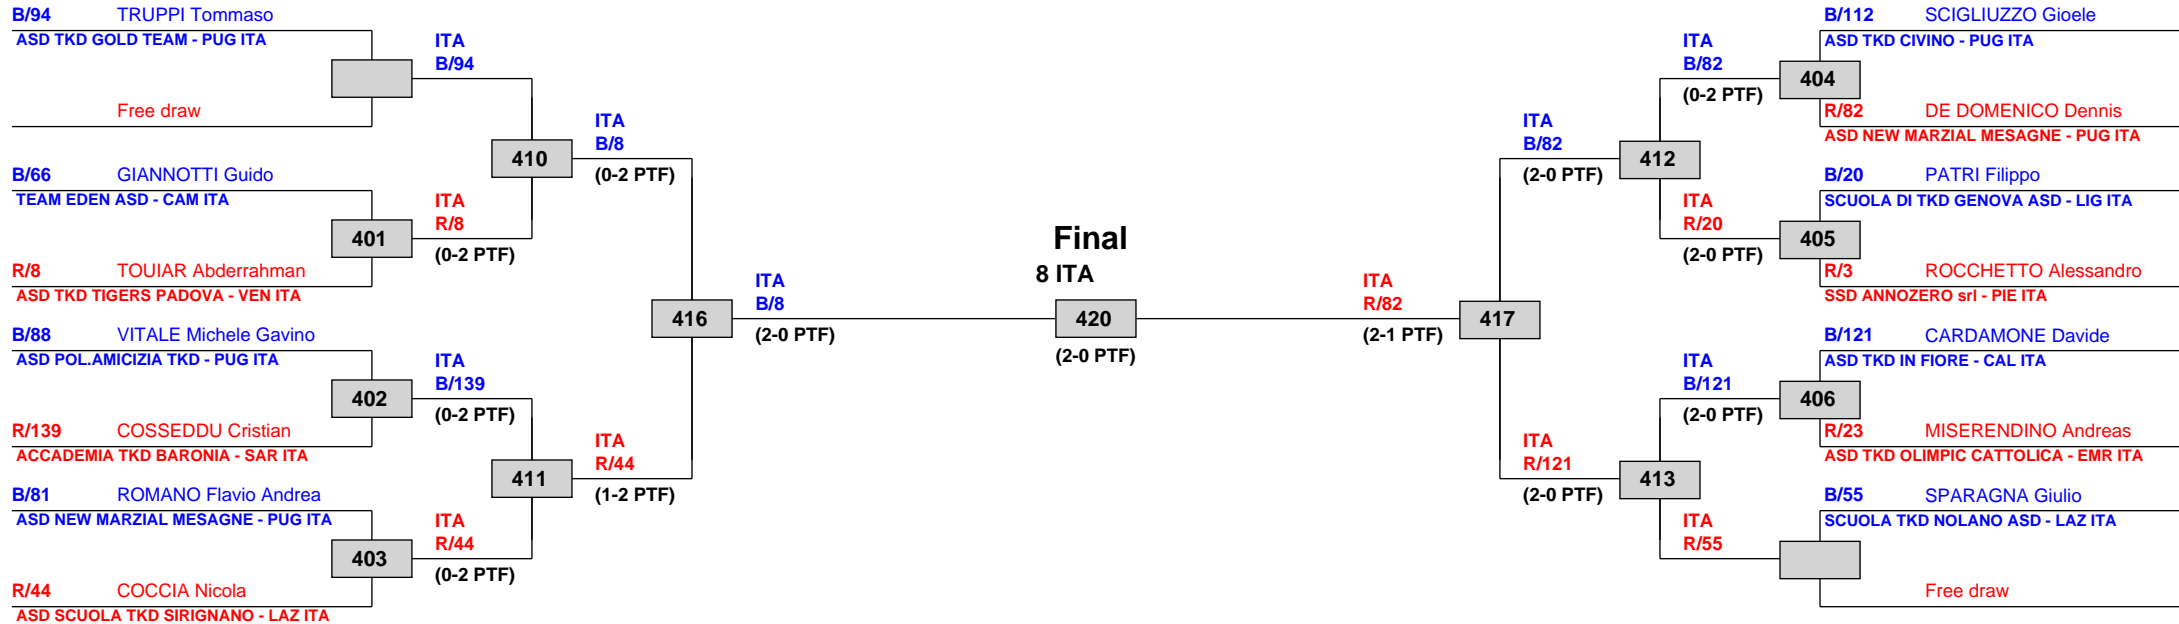 B/94 TRUPPI Tommaso
ASD TKD GOLD TEAM - PUG ITA
Free draw
B/66 GIANNOTTI Guido
TEAM EDEN ASD - CAM ITA
R/8 TOUIAR Abderrahman
ASD TKD TIGERS PADOVA - VEN ITA
B/88 VITALE Michele Gavino
ASD POL.AMICIZIA TKD - PUG ITA
R/139 COSSEDDU Cristian
ACCADEMIA TKD BARONIA - SAR ITA
B/81 ROMANO Flavio Andrea
ASD NEW MARZIAL MESAGNE - PUG ITA
R/44 COCCIA Nicola
ASD SCUOLA TKD SIRIGNANO - LAZ ITA
401
402
403
ITA
B/94
ITA
R/8
(0-2 PTF)
ITA
B/139
(0-2 PTF)
ITA
R/44
(0-2 PTF)
410
411
ITA
B/8
(0-2 PTF)
ITA
R/44
(1-2 PTF)
416
ITA
B/8
(2-0 PTF)
Final
8 ITA
420
(2-0 PTF)
ITA
R/82
(2-1 PTF)
417
ITA
B/82
(2-0 PTF)
ITA
R/121
(2-0 PTF)
412
413
ITA
B/82
(0-2 PTF)
ITA
R/20
(2-0 PTF)
ITA
B/121
(2-0 PTF)
ITA
R/55
404
405
406
B/112 SCIGLIUZZO Gioele
ASD TKD CIVINO - PUG ITA
R/82 DE DOMENICO Dennis
ASD NEW MARZIAL MESAGNE - PUG ITA
B/20 PATRI Filippo
SCUOLA DI TKD GENOVA ASD - LIG ITA
R/3 ROCCHETTO Alessandro
SSD ANNOZERO srl - PIE ITA
B/121 CARDAMONE Davide
ASD TKD IN FIORE - CAL ITA
R/23 MISERENDINO Andreas
ASD TKD OLIMPIC CATTOLICA - EMR ITA
B/55 SPARAGNA Giulio
SCUOLA TKD NOLANO ASD - LAZ ITA
Free draw